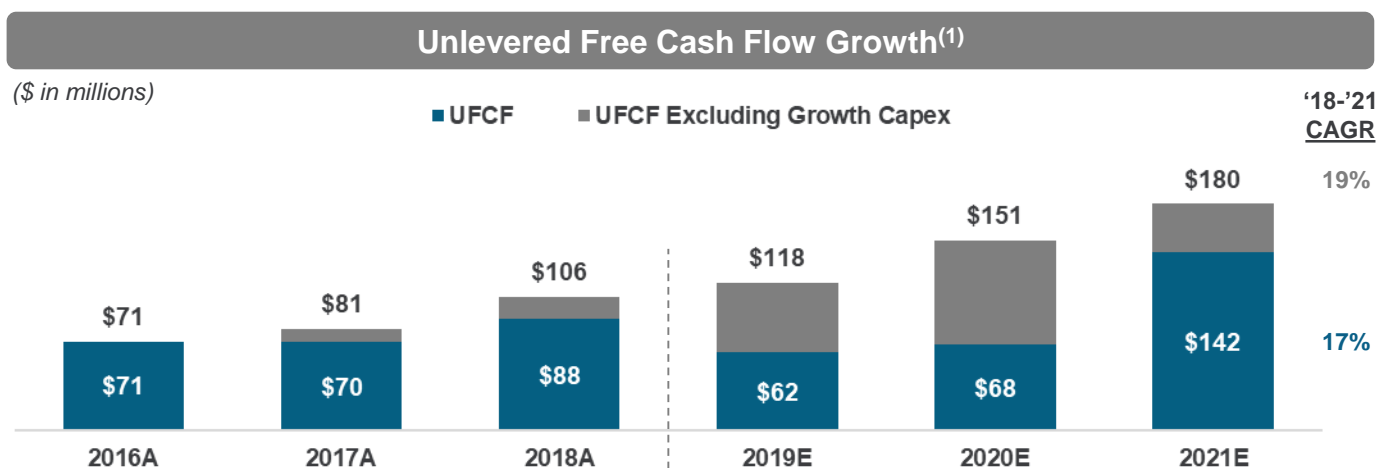 Unlevered Free Cash Flow Growth(1)
($ in millions)
UFCF
UFCF Excluding Growth Capex
‘18-’21
CAGR
19%
17%
$71
$81
$106
$118
$151
$180
$71
$70
$88
$62
$68
$142
2016A
2017A
2018A
2019E
2020E
2021E